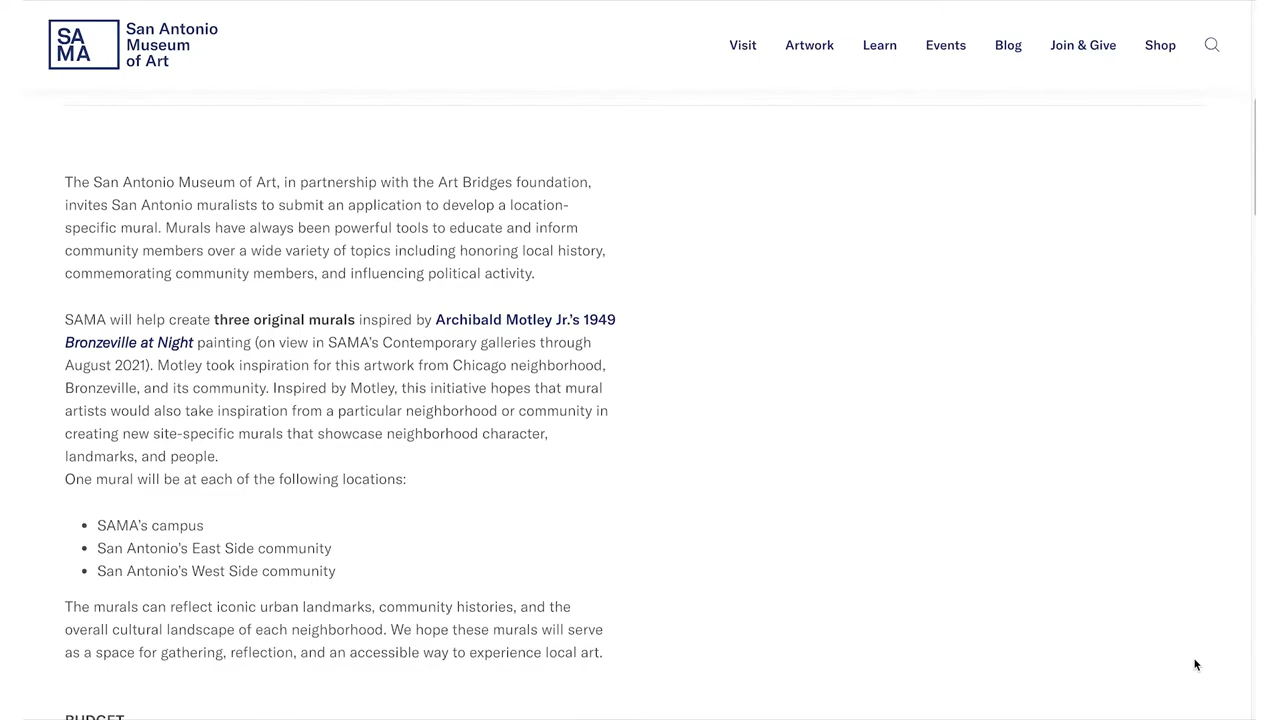 SA
MA
San Antonio
Museum
of Art
Visit
Artwork
Learn
Events
Blog
Join & Give
Shop
The San Antonio Museum of Art, in partnership with the Art Bridges foundation,
invites San Antonio muralists to submit an application to develop a location-
specific mural. Murals have always been powerful tools to educate and inform
community members over a wide variety of topics including honoring local history,
commemorating community members, and influencing political activity.
SAMA will help create three original murals inspired by Archibald Motley Jr.'s 1949
Bronzeville at Night painting (on view in SAMA's Contemporary galleries through
August 2021). Motley took inspiration for this artwork from Chicago neighborhood,
Bronzeville, and its community. Inspired by Motley, this initiative hopes that mural
artists would also take inspiration from a particular neighborhood or community in
creating new site-specific murals that showcase neighborhood character,
landmarks, and people.
One mural will be at each of the following locations:
• SAMA's campus
• San Antonio's East Side community
• San Antonio's West Side community
The murals can reflect iconic urban landmarks, community histories, and the
overall cultural landscape of each neighborhood. We hope these murals will serve
as a space for gathering, reflection, and an accessible way to experience local art.
BUDGET